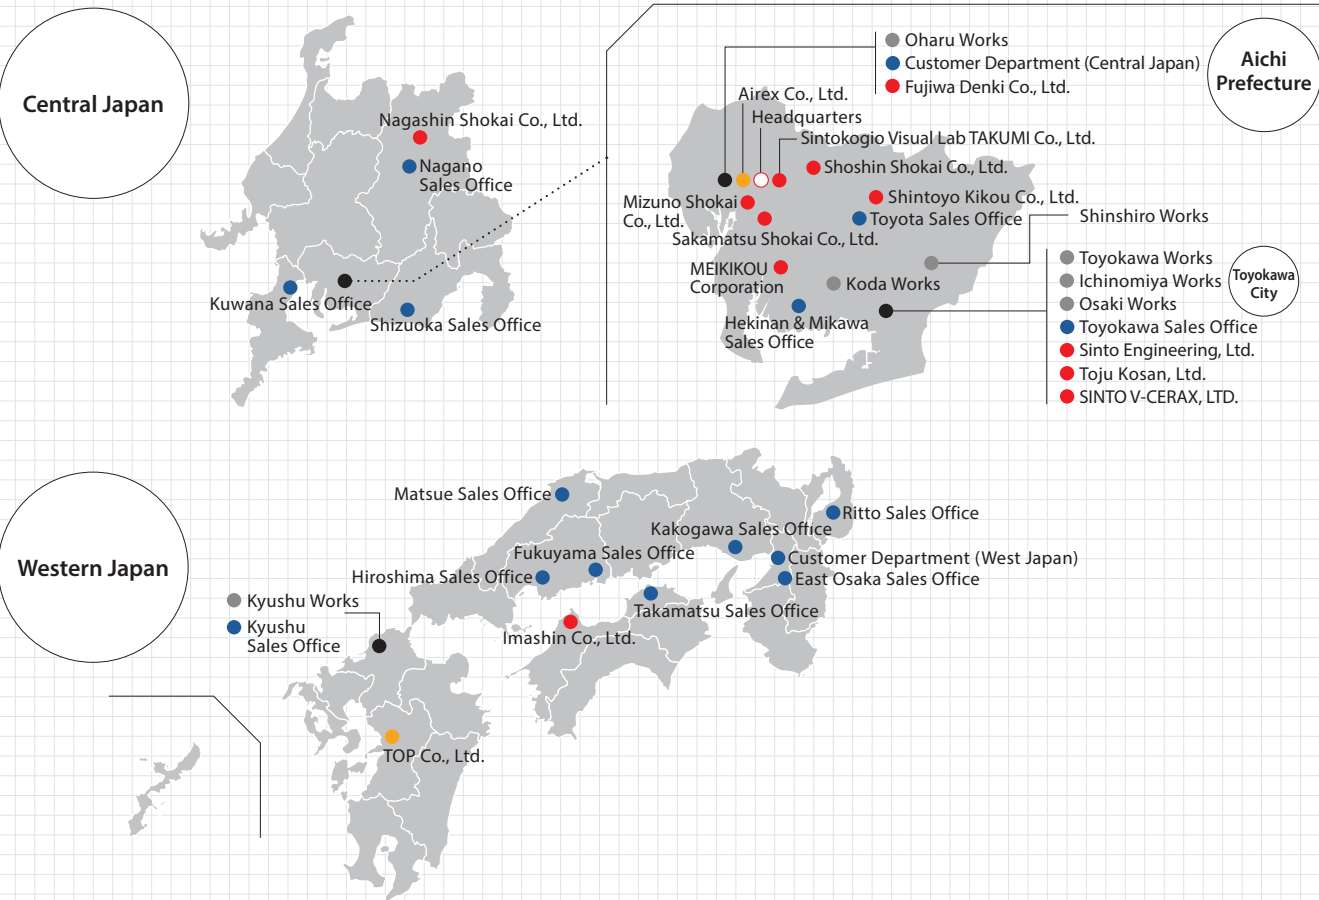 Central Japan
Nagashin Shokai Co., Ltd.
Nagano
Sales Office
Kuwana Sales Office
Shizuoka Sales Office
Aichi
Prefecture
Oharu Works
Customer Department (Central Japan)
Fujiwa Denki Co., Ltd.
Airex Co., Ltd.
Headquarters
Sintokogio Visual Lab TAKUMI Co., Ltd.
Shoshin Shokai Co., Ltd.
Mizuno Shokai
Co., Ltd.
Shintoyo Kikou Co., Ltd.
Toyota Sales Office
Sakamatsu Shokai Co., Ltd.
Shinshiro Works
MEIKIKOU
Corporation
Koda Works
Hekinan & Mikawa
Sales Office
Toyokawa
City
Toyokawa Works
Ichinomiya Works
Osaki Works
Toyokawa Sales Office
Sinto Engineering, Ltd.
Toju Kosan, Ltd.
SINTO V-CERAX, LTD.
Western Japan
Matsue Sales Office
Ritto Sales Office
Kakogawa Sales Office
Fukuyama Sales Office
Customer Department (West Japan)
Hiroshima Sales Office
East Osaka Sales Office
Kyushu Works
Kyushu
Sales Office
Takamatsu Sales Office
Imashin Co., Ltd.
TOP Co., Ltd.